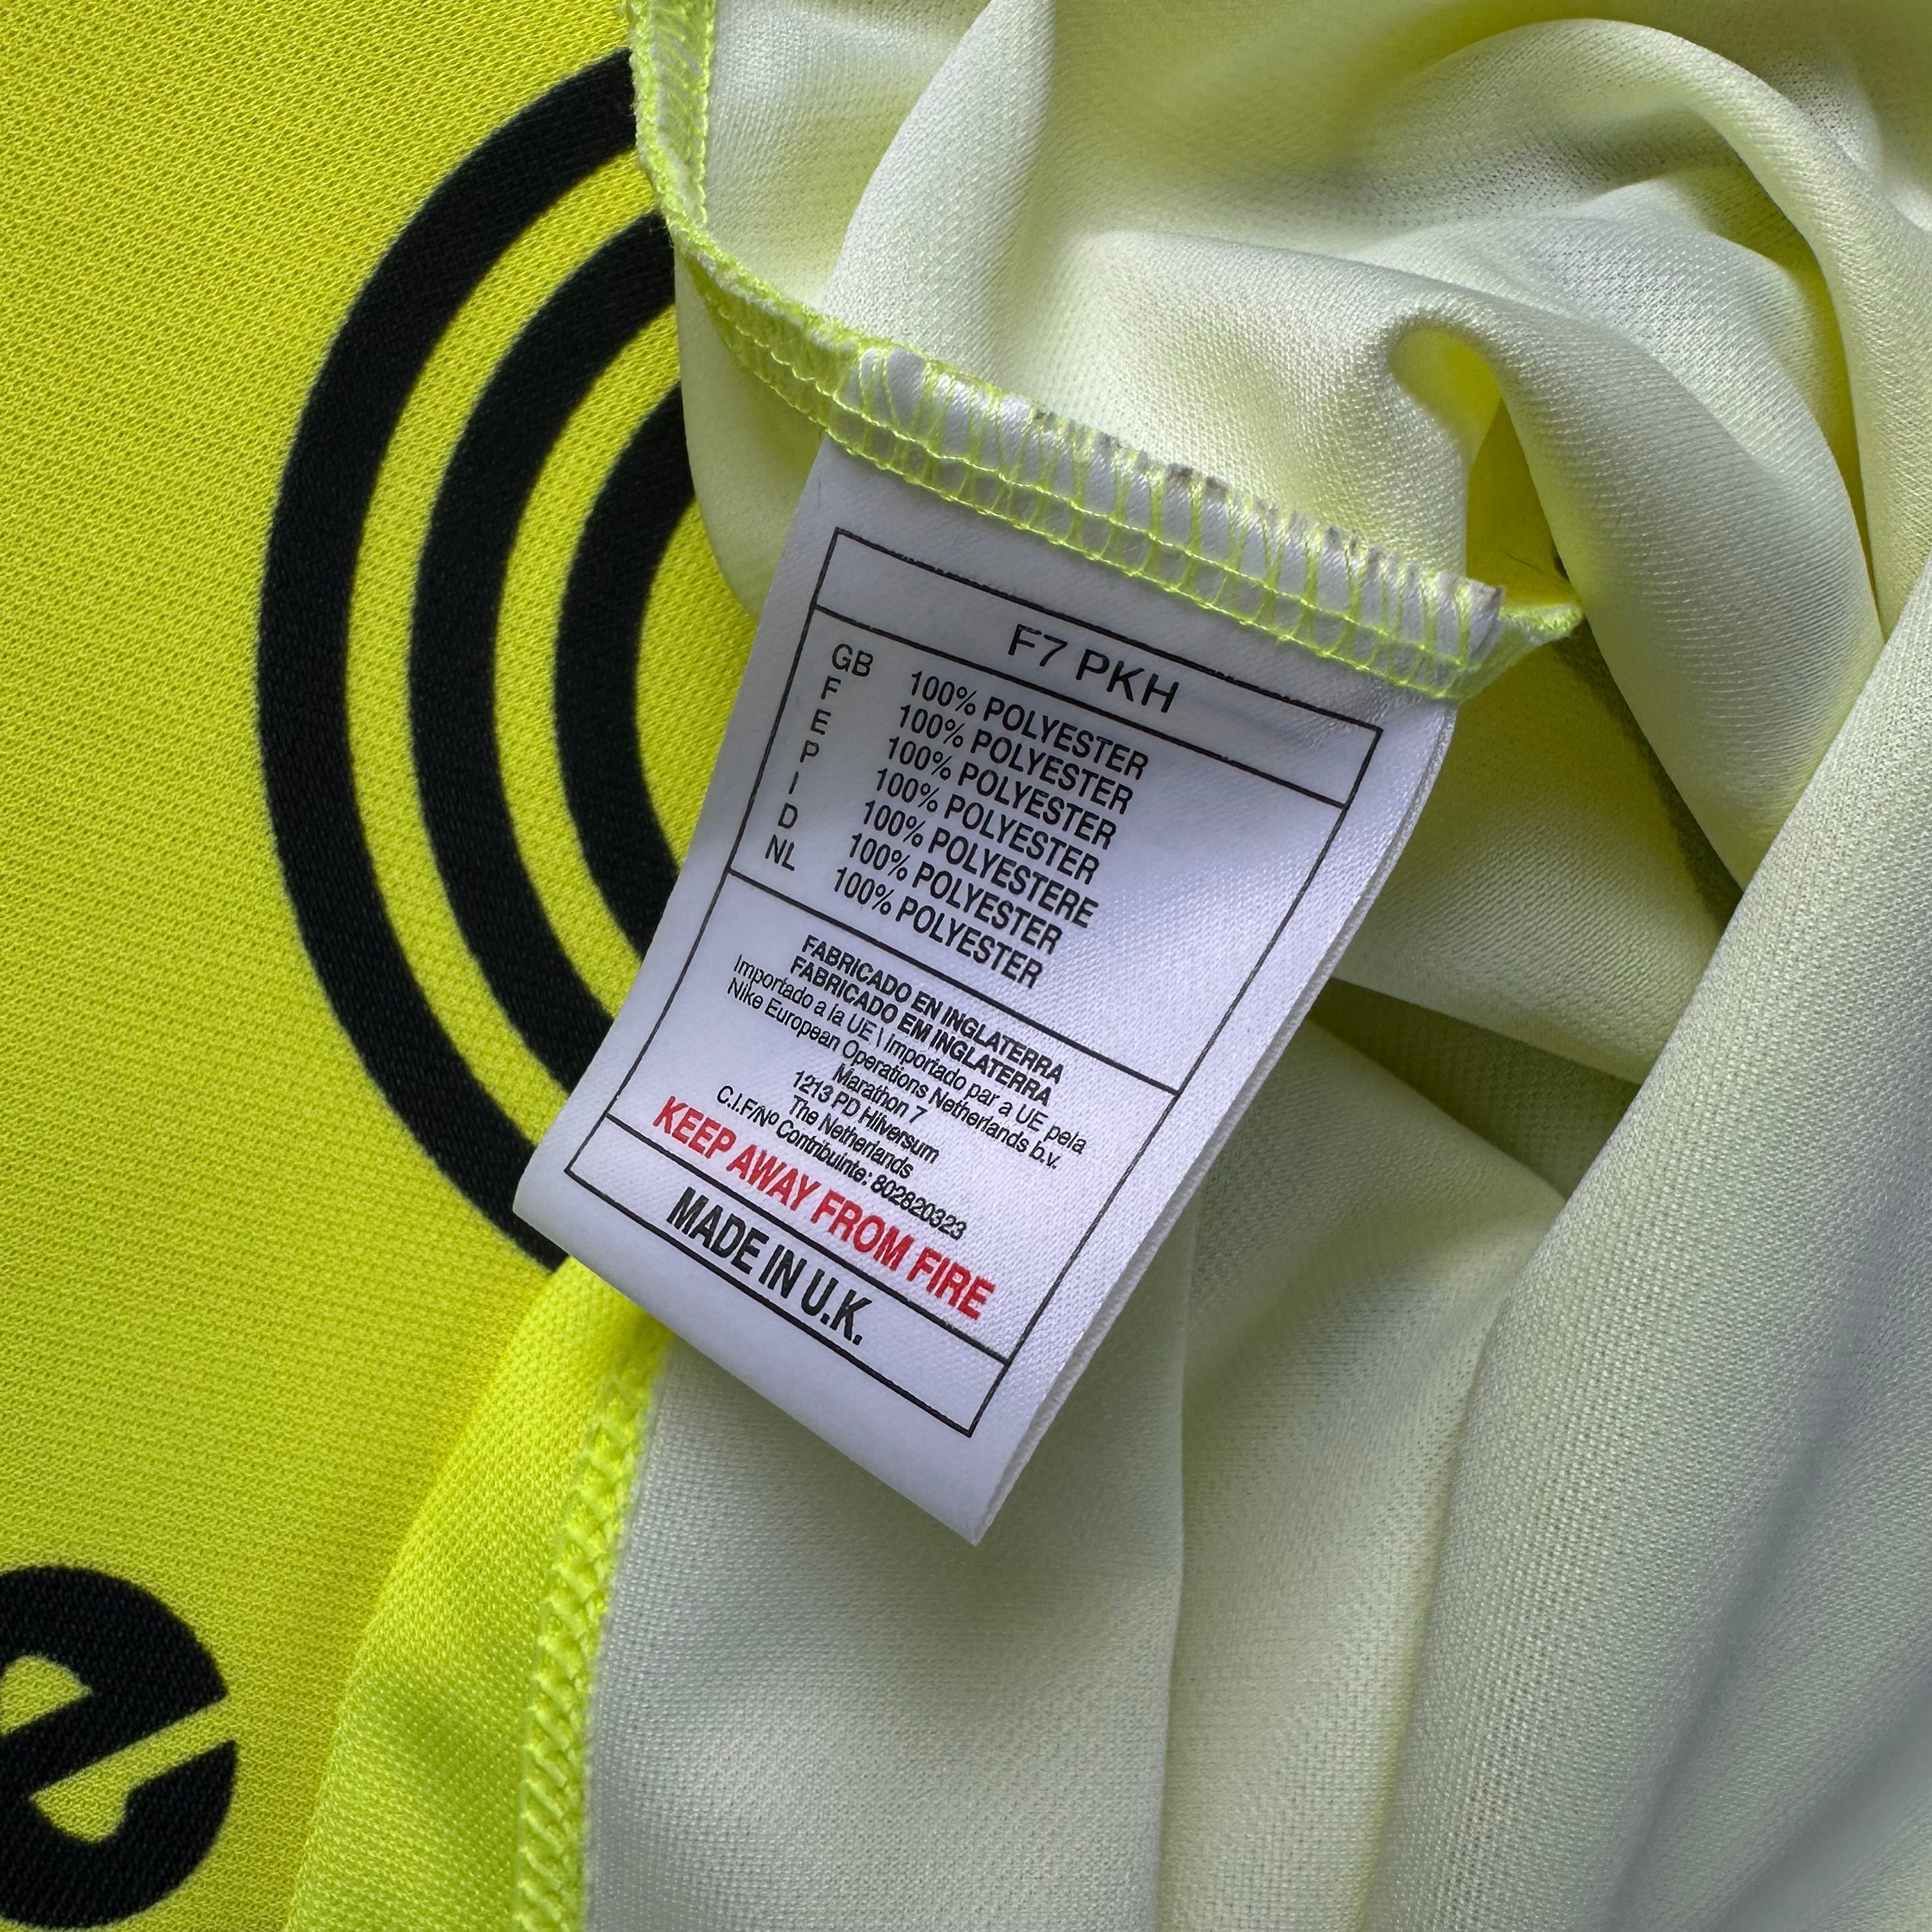 F7 PKH
GB 100% POLYESTER
F 100% POLYESTER
E 100% POLYESTER
P 100% POLYESTER
I 100% POLYESTERE
D 100% POLYESTER
NL 100% POLYESTER
FABRICADO EN INGLATERRA
FABRICADO EM INGLATERRA
Importado a la UE \ Importado par a UE pela
Nike European Operations Netherlands b.v.
Marathon 7
1213 PD Hilversum
The Netherlands
C.I.F/Nº Contribuinte: 802820323
KEEP AWAY FROM FIRE
MADE IN U.K.
e